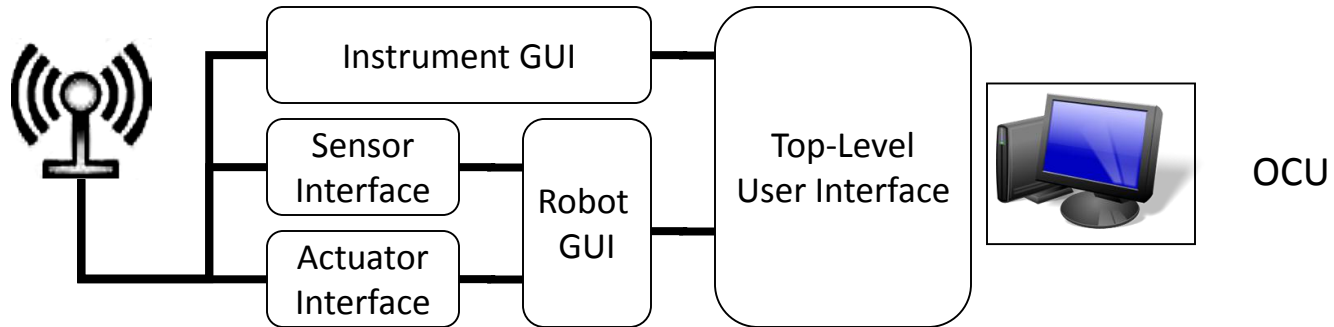 Instrument GUI
Sensor
Interface
Actuator
Interface
Robot
GUI
Top-Level
User Interface
OCU